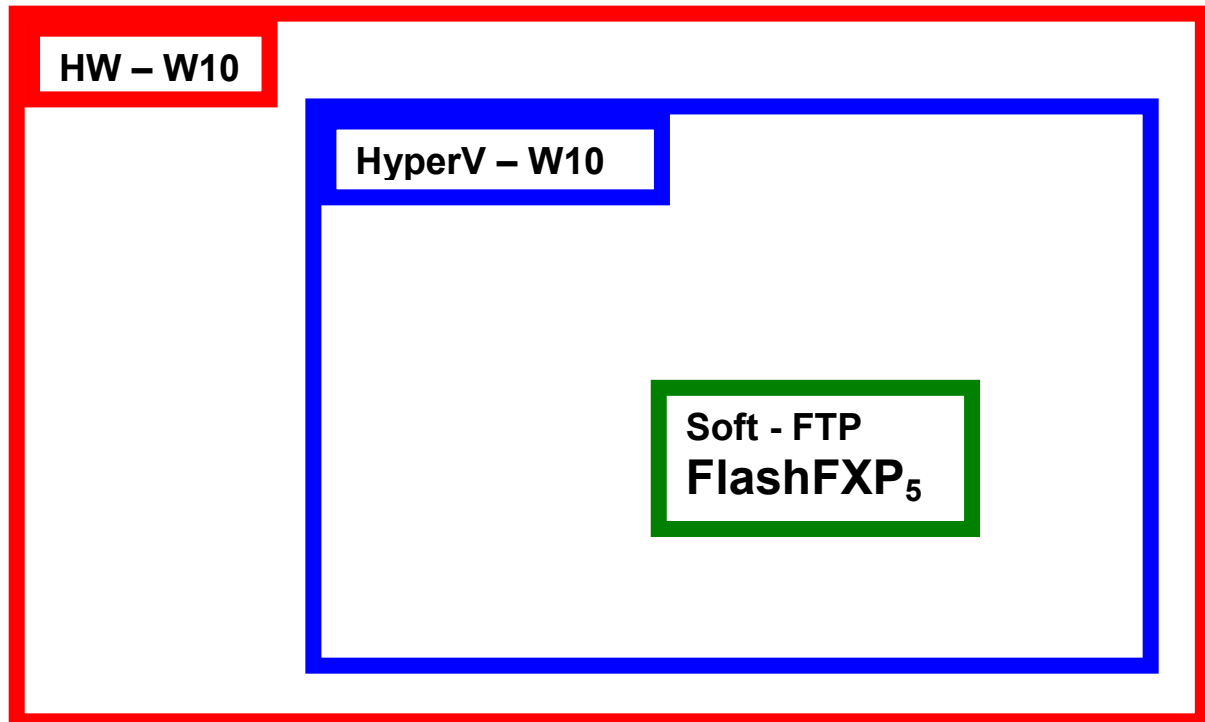 HW – W10
HyperV – W10
Soft - FTP
FlashFXP₅